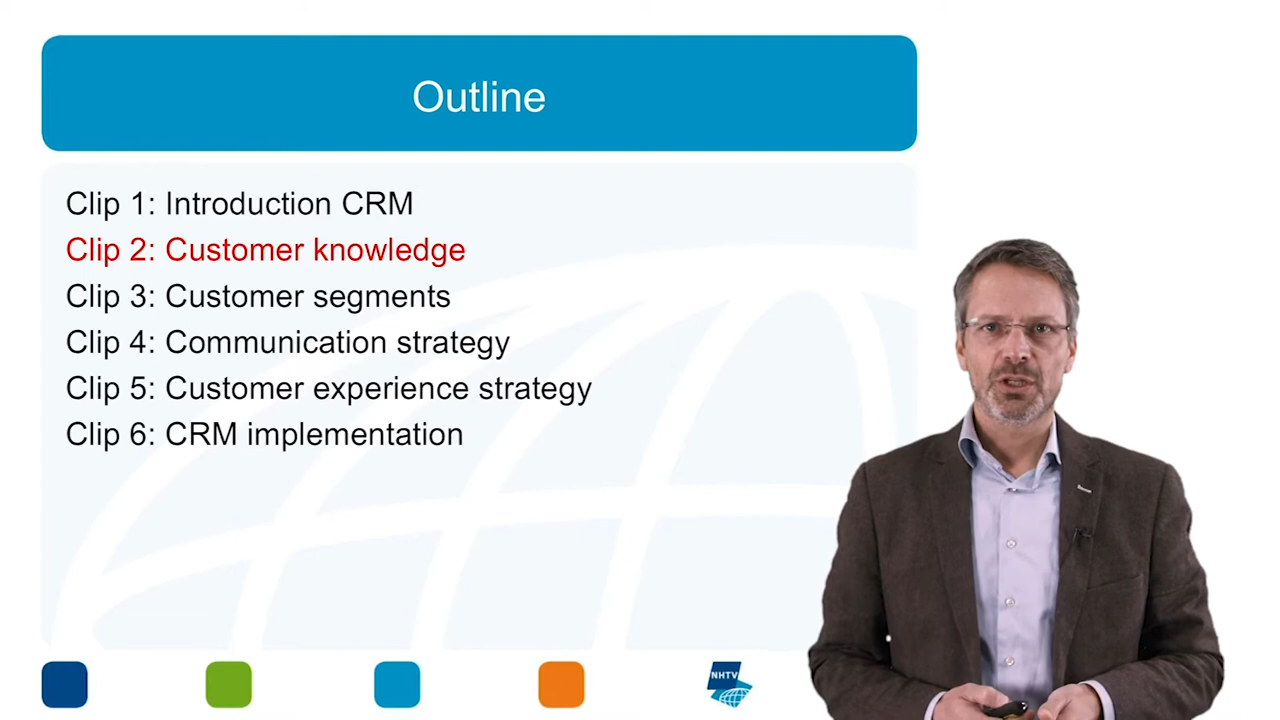 Outline
Clip 1: Introduction CRM
Clip 2: Customer knowledge
Clip 3: Customer segments
Clip 4: Communication strategy
Clip 5: Customer experience strategy
Clip 6: CRM implementation
NHTV